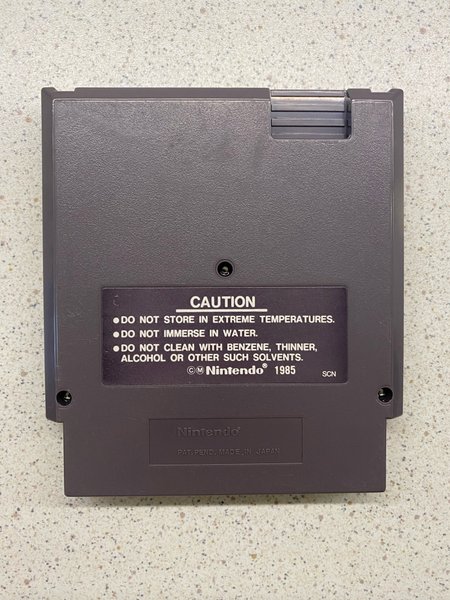 CAUTION
●DO NOT STORE IN EXTREME TEMPERATURES.
●DO NOT IMMERSE IN WATER.
●DO NOT CLEAN WITH BENZENE, THINNER,
ALCOHOL OR OTHER SUCH SOLVENTS.
©Ⓜ Nintendo® 1985
SCN
Nintendo®
PAT. PEND. MADE IN JAPAN